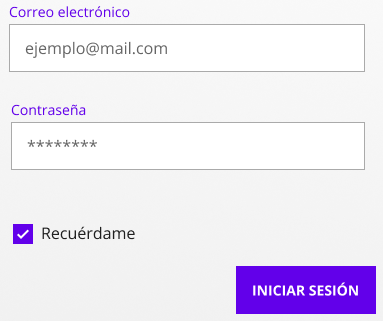 Correo electrónico
ejemplo@mail.com
Contraseña
********
Recuérdame
INICIAR SESIÓN